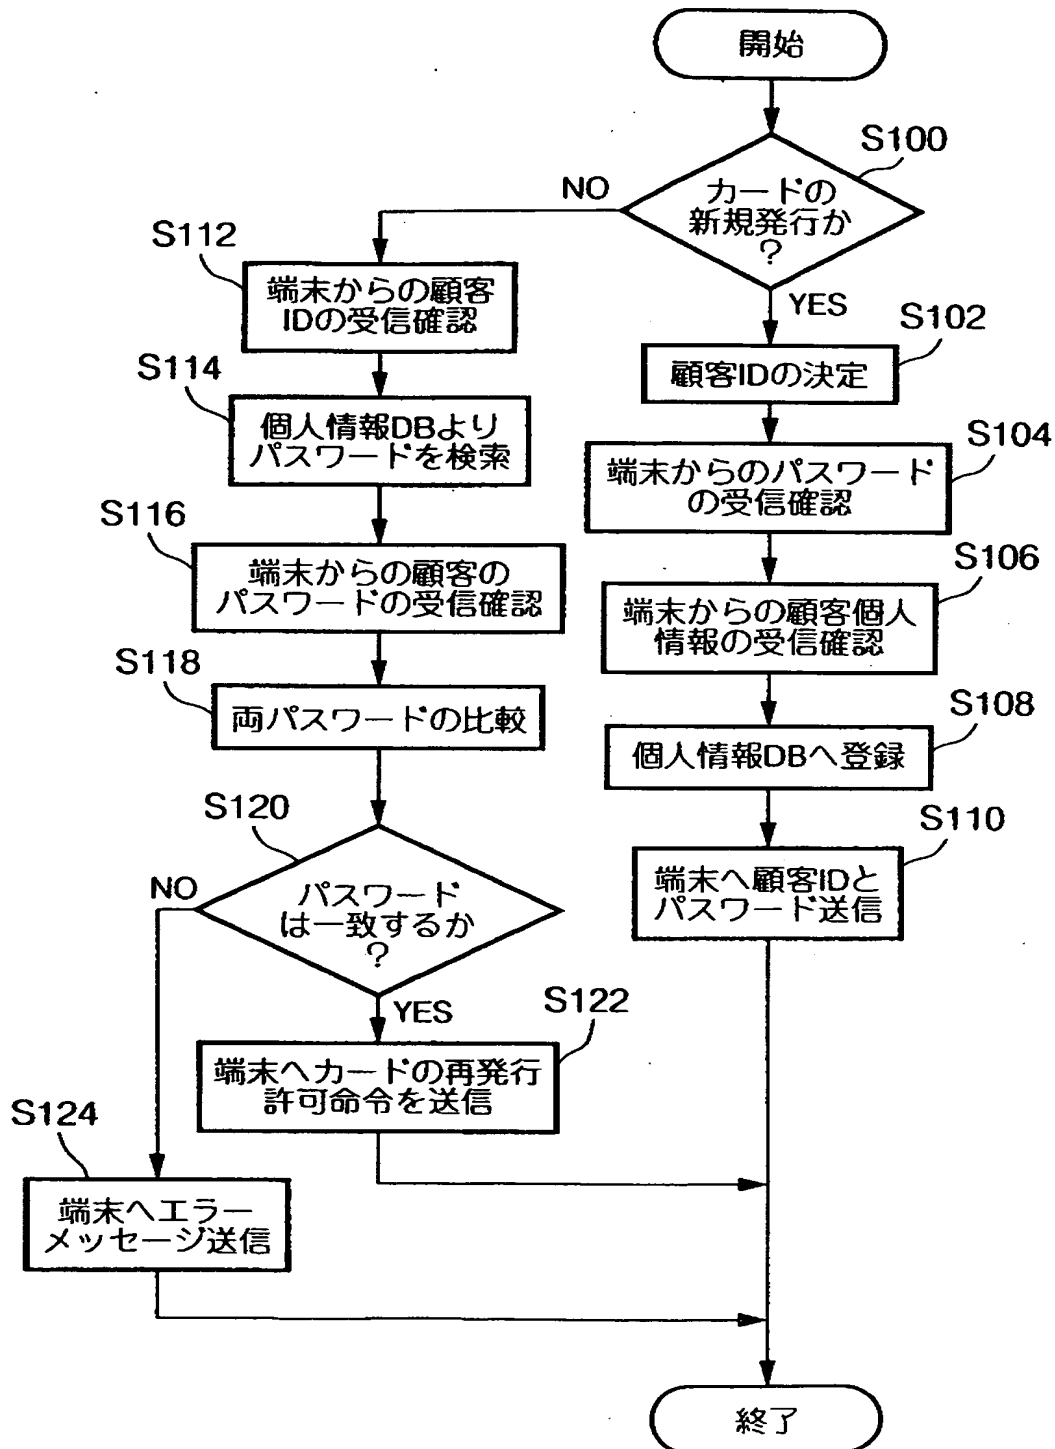 開始
S100
カードの
新規発行か
?
NO
YES
S112
端末からの顧客
IDの受信確認
S102
顧客IDの決定
S114
個人情報DBより
パスワードを検索
S104
端末からのパスワード
の受信確認
S116
端末からの顧客の
パスワードの受信確認
S106
端末からの顧客個人
情報の受信確認
S118
両パスワードの比較
S108
個人情報DBへ登録
S120
パスワード
は一致するか
?
NO
YES
S110
端末へ顧客IDと
パスワード送信
S122
端末へカードの再発行
許可命令を送信
S124
端末へエラー
メッセージ送信
終了